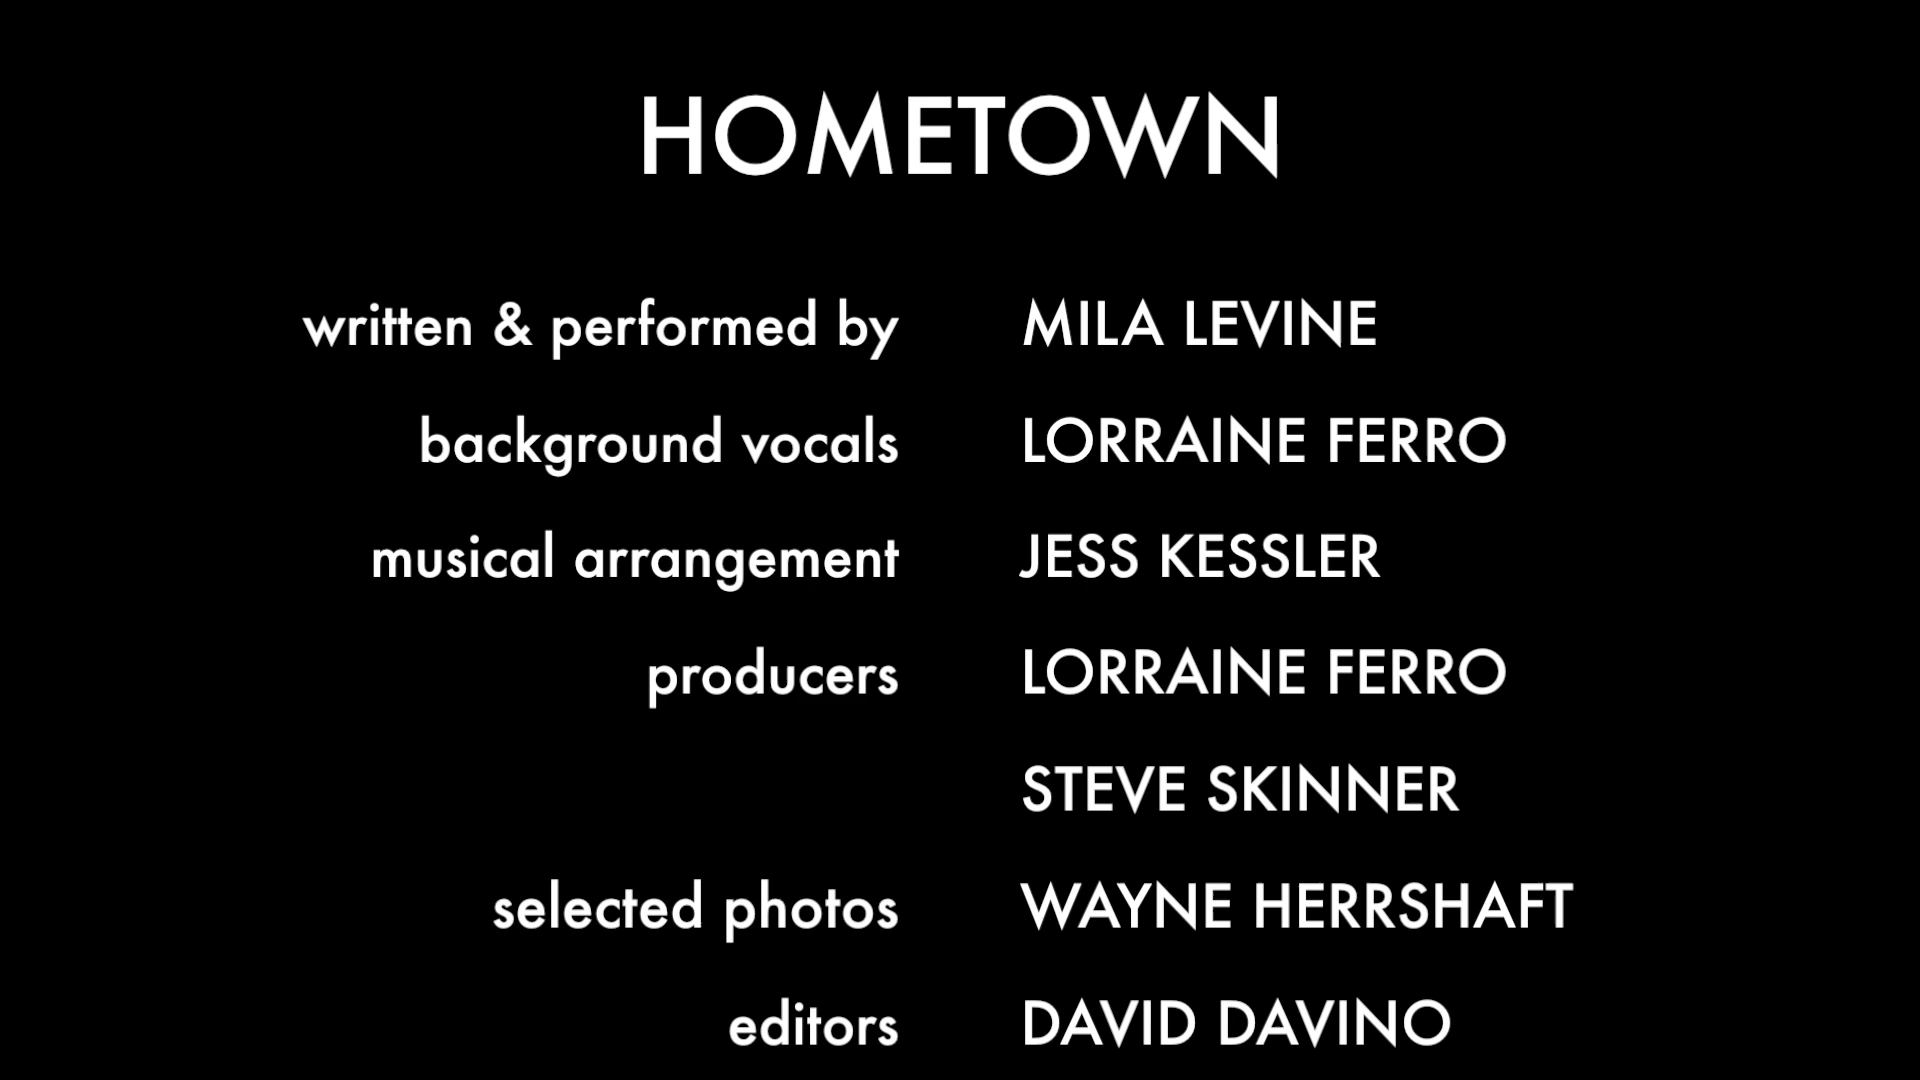 HOMETOWN
written & performed by MILA LEVINE
background vocals LORRAINE FERRO
musical arrangement JESS KESSLER
producers LORRAINE FERRO
STEVE SKINNER
selected photos WAYNE HERRSHAFT
editors DAVID DAVINO